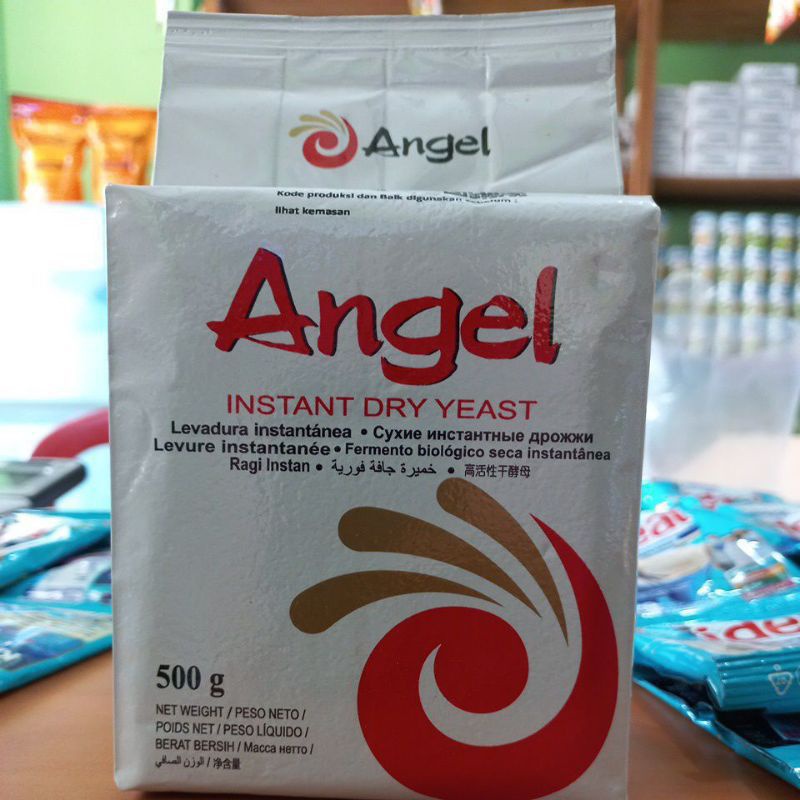 Angel
Kode produksi dan Baik digunakan sebelum :
lihat kemasan
Angel
INSTANT DRY YEAST
Levadura instantánea • Сухие инстантные дрожжи
Levure instantanée • Fermento biológico seca instantânea
Ragi Instan • خميرة جافة فورية • 高活性干酵母
500 g
NET WEIGHT / PESO NETO /
POIDS NET / PESO LÍQUIDO /
BERAT BERSIH / Масса нетто /
الوزن الصافي / 净含量
ideal